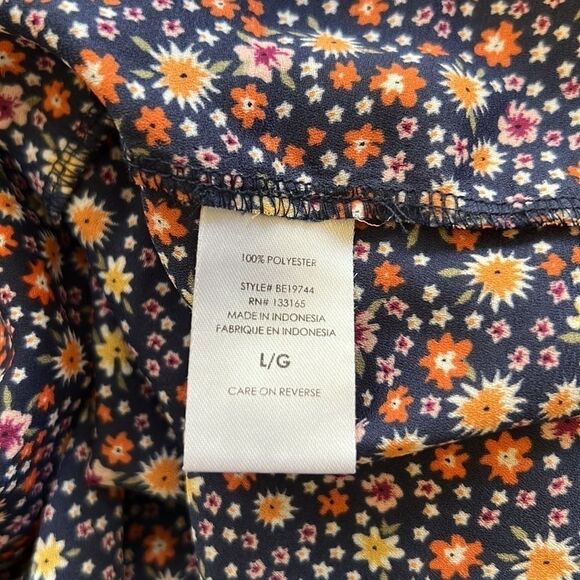 100% POLYESTER
STYLE# BE19744
RN# 133165
MADE IN INDONESIA
FABRIQUE EN INDONESIA
L/G
CARE ON REVERSE